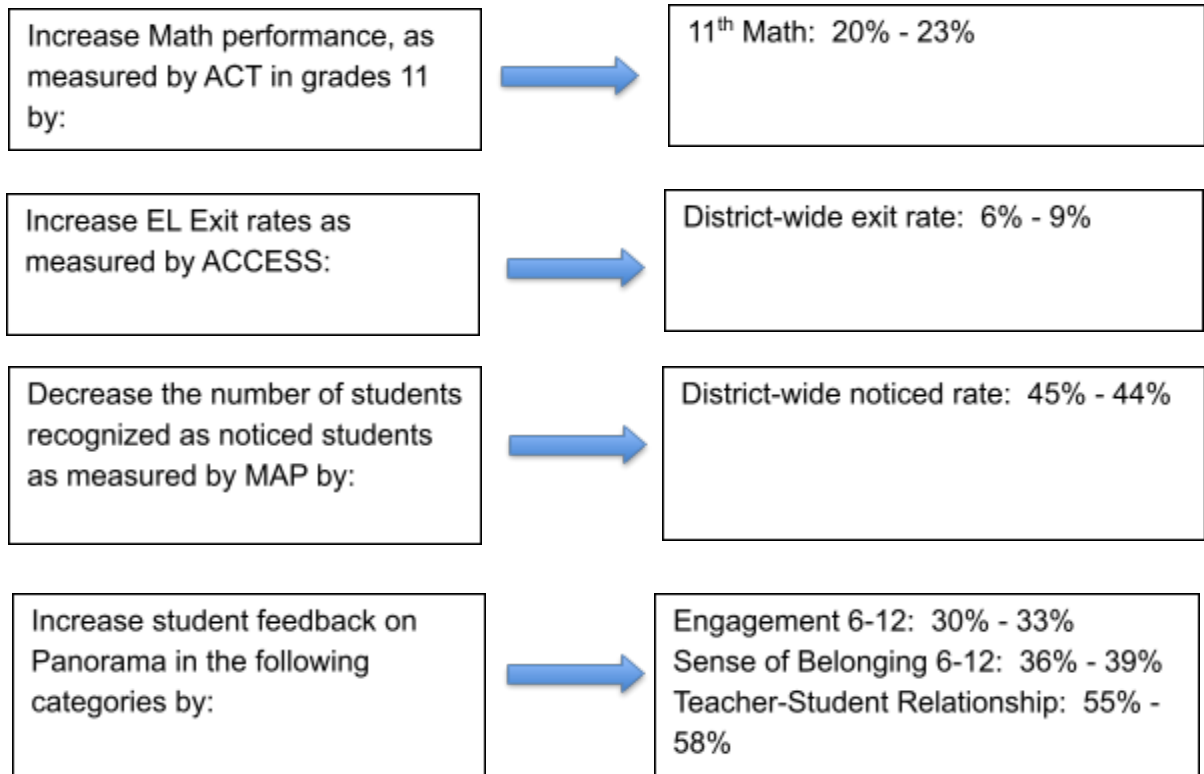 Increase Math performance, as
measured by ACT in grades 11
by:
11th Math:  20% - 23%
Increase EL Exit rates as
measured by ACCESS:
District-wide exit rate:  6% - 9%
Decrease the number of students
recognized as noticed students
as measured by MAP by:
District-wide noticed rate:  45% - 44%
Increase student feedback on
Panorama in the following
categories by:
Engagement 6-12:  30% - 33%
Sense of Belonging 6-12:  36% - 39%
Teacher-Student Relationship:  55% -
58%